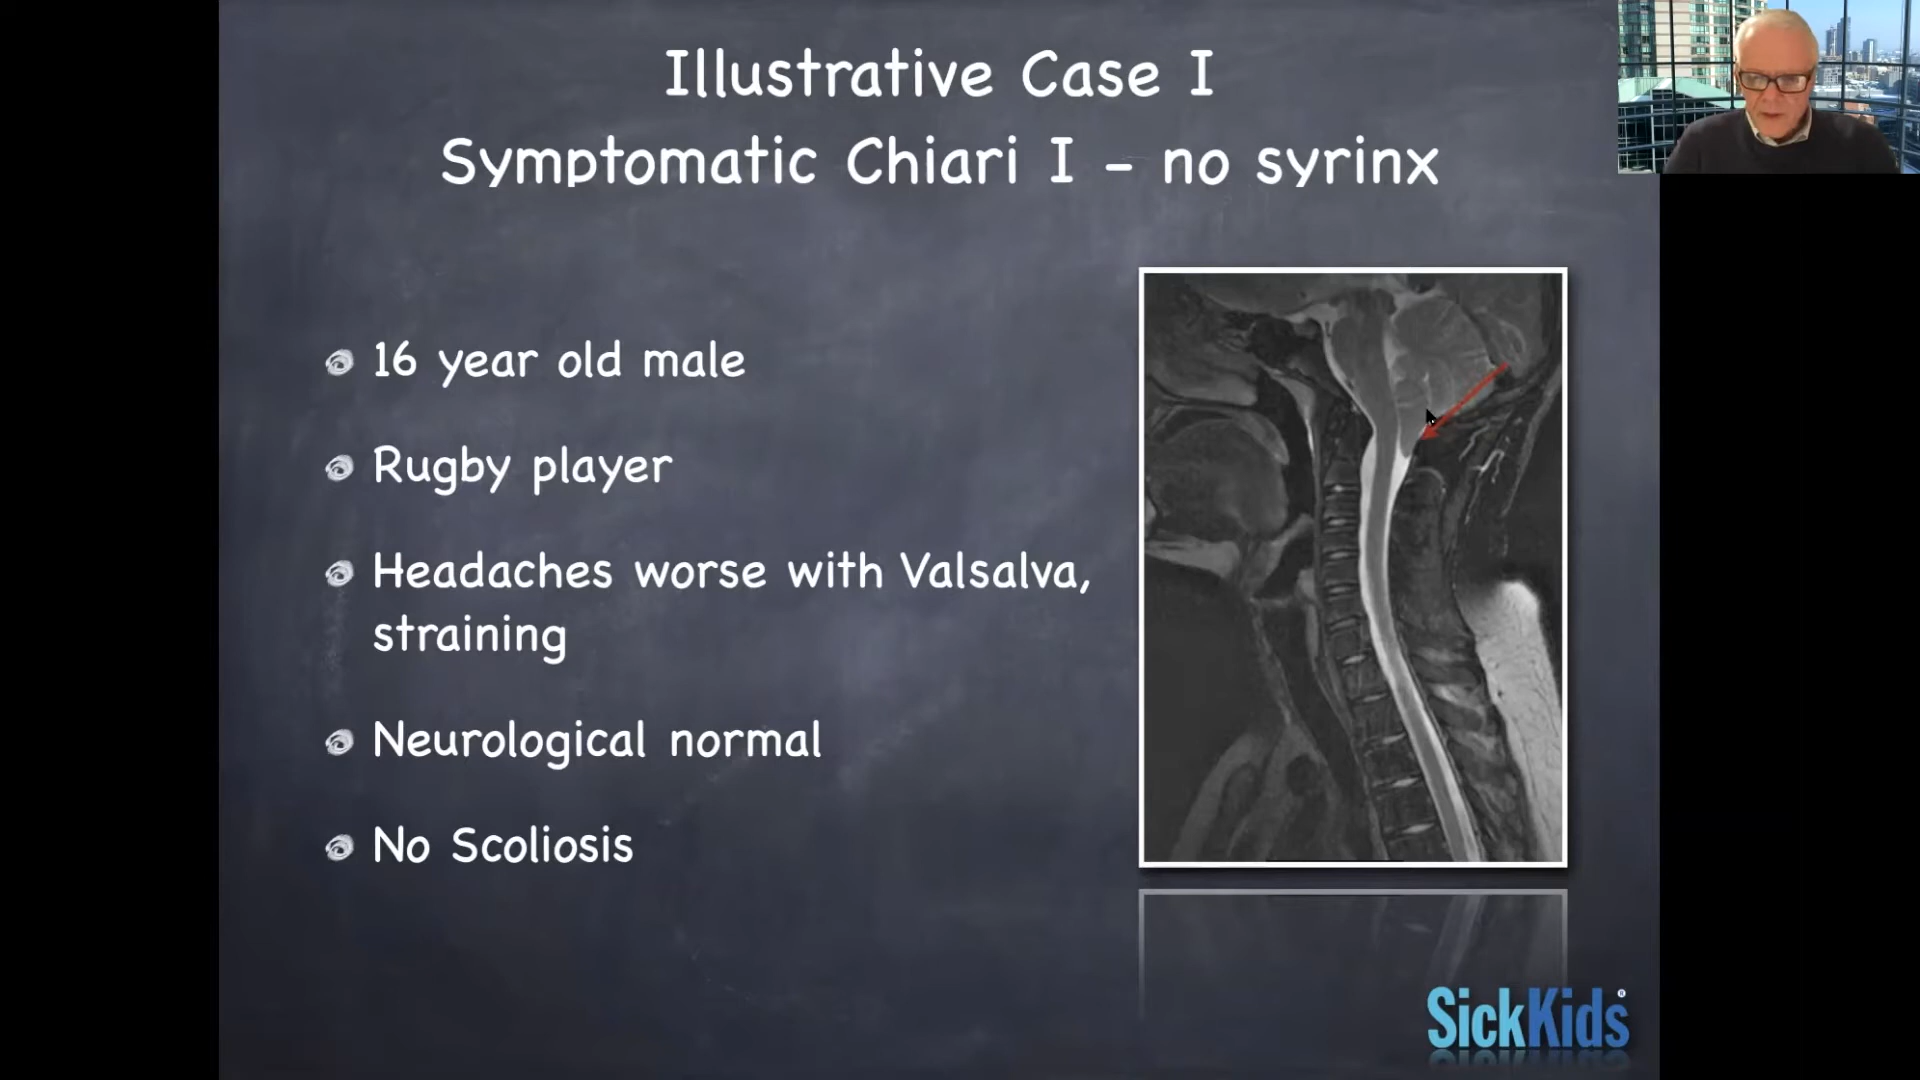 Illustrative Case I
Symptomatic Chiari I - no syrinx
16 year old male
Rugby player
Headaches worse with Valsalva,
straining
Neurological normal
No Scoliosis
SickKids®